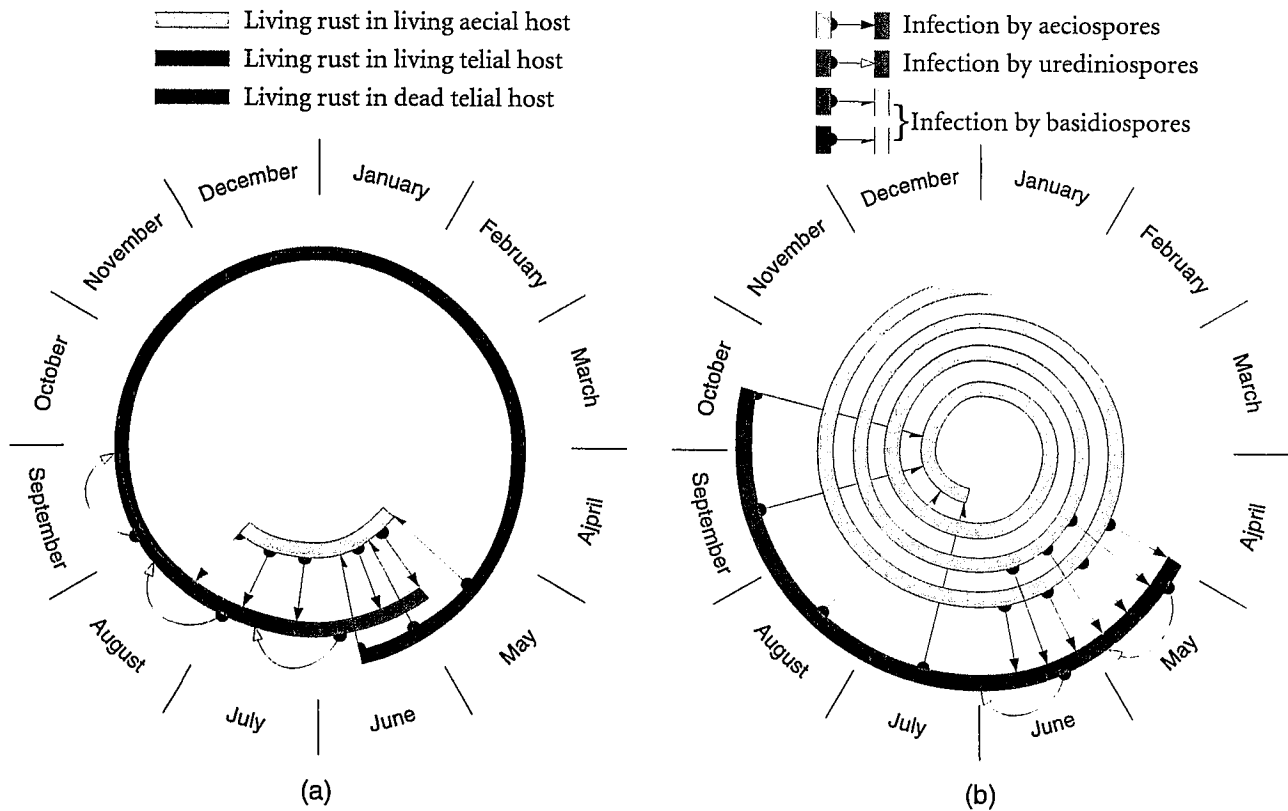 Living rust in living aecial host
Living rust in living telial host
Living rust in dead telial host
Infection by aeciospores
Infection by urediniospores
}Infection by basidiospores
December
January
November
February
October
March
September
April
August
May
July
June
(a)
December
January
November
February
October
March
September
Ajpril
August
May
July
June
(b)